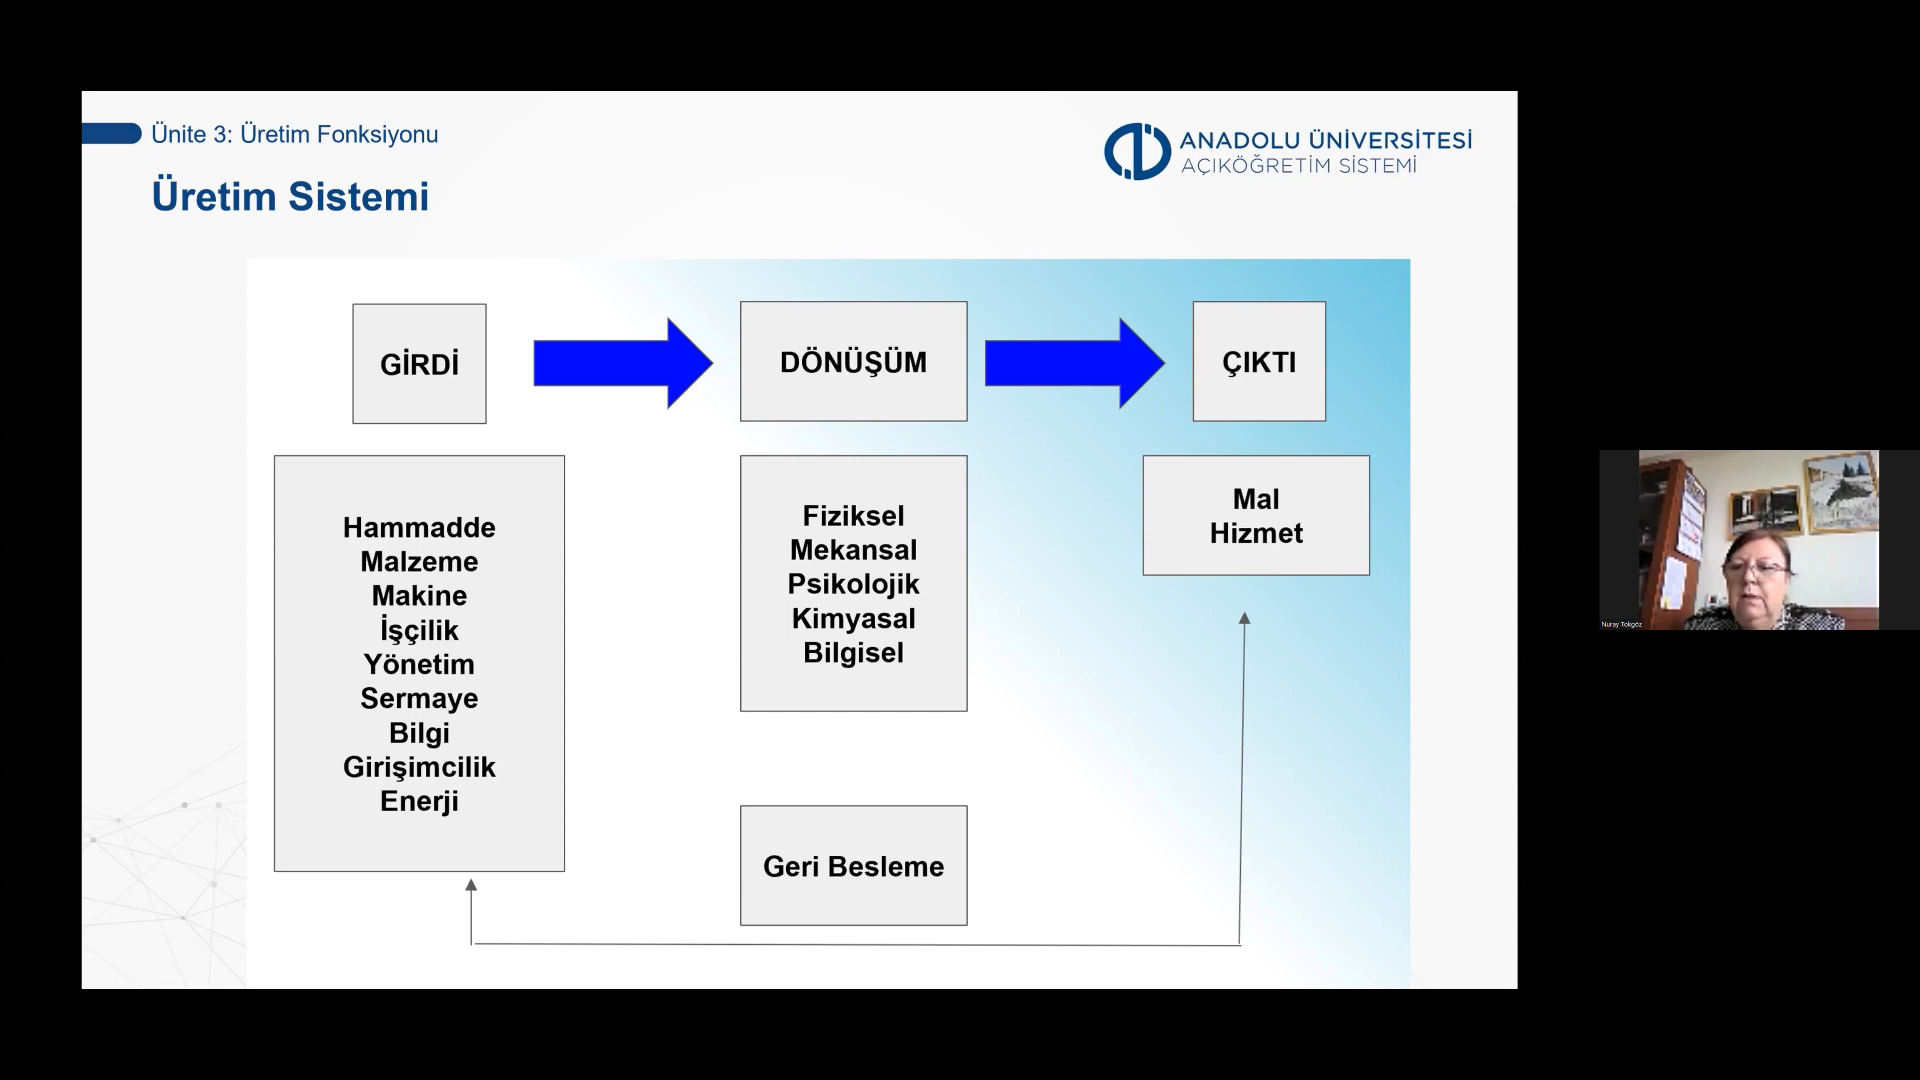 Ünite 3: Üretim Fonksiyonu
ANADOLU ÜNİVERSİTESİ
AÇIKÖĞRETİM SİSTEMİ
Üretim Sistemi
GİRDİ
DÖNÜŞÜM
ÇIKTI
Hammadde
Malzeme
Makine
İşçilik
Yönetim
Sermaye
Bilgi
Girişimcilik
Enerji
Fiziksel
Mekansal
Psikolojik
Kimyasal
Bilgisel
Mal
Hizmet
Geri Besleme
Nuray Tokgöz